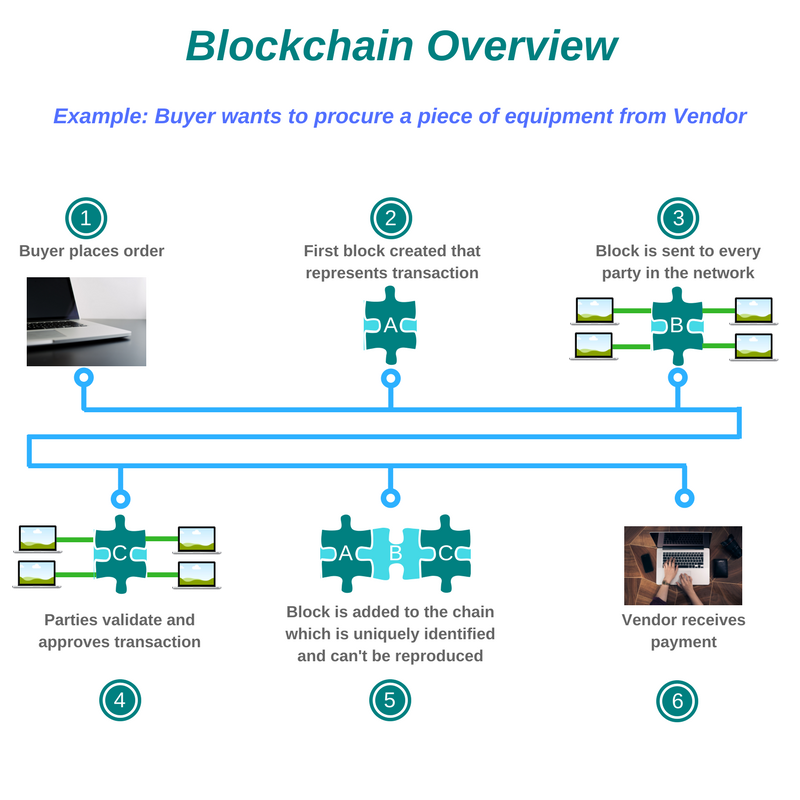 Blockchain Overview
Example: Buyer wants to procure a piece of equipment from Vendor
1
Buyer places order
2
First block created that
represents transaction
A
3
Block is sent to every
party in the network
B
C
Parties validate and
approves transaction
4
A B C
Block is added to the chain
which is uniquely identified
and can't be reproduced
5
Vendor receives
payment
6